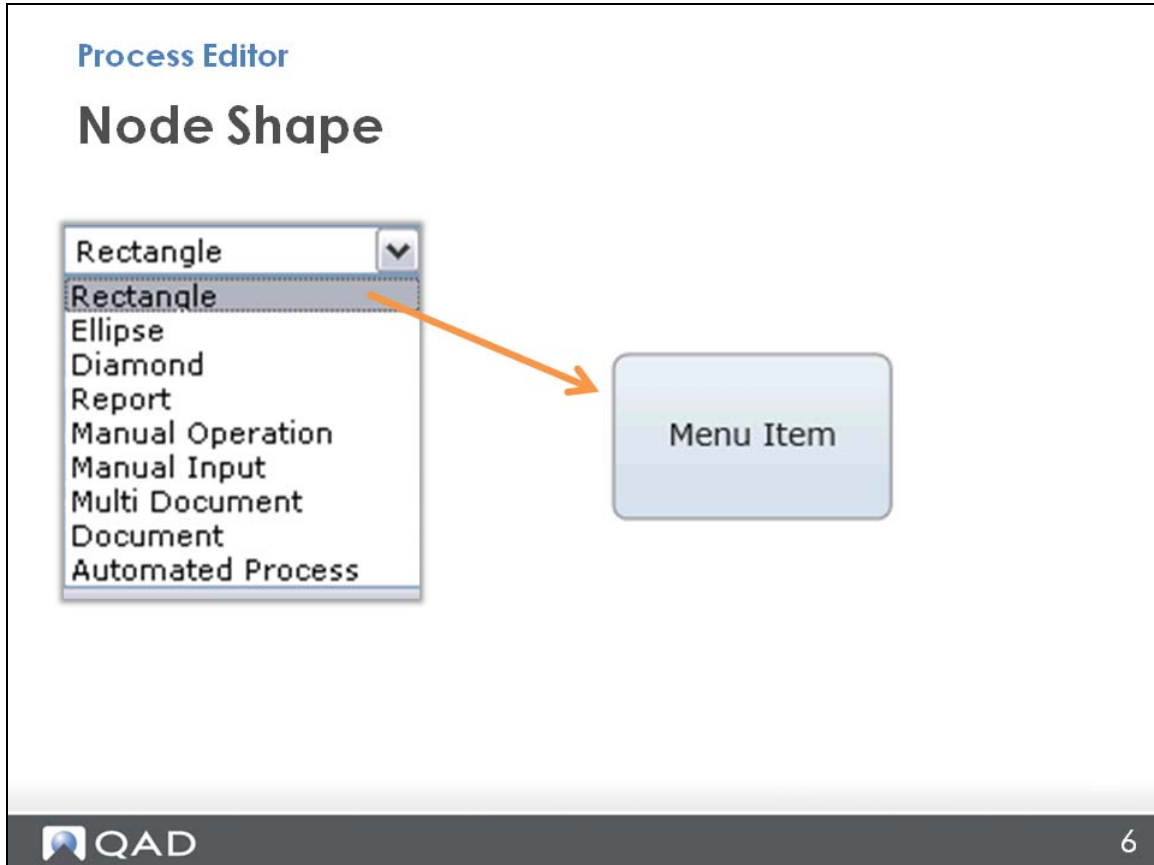 Process Editor
Node Shape
Rectangle
Rectangle
Ellipse
Diamond
Report
Manual Operation
Manual Input
Multi Document
Document
Automated Process
Menu Item
QAD
6